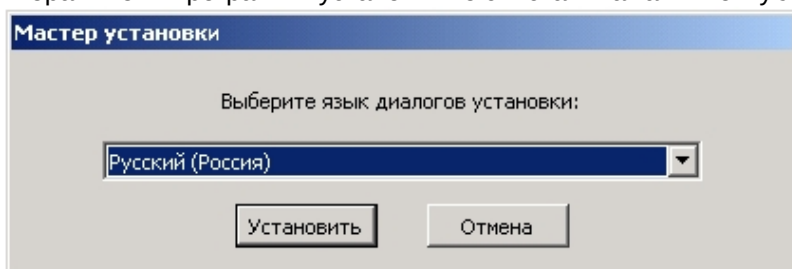 Мастер установки
Выберите язык диалогов установки:
Русский (Россия)
Установить Отмена